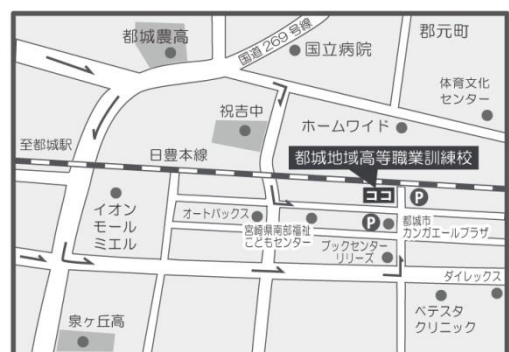 都城農高
国道269号線
国立病院
郡元町
体育文化
センター
祝吉中
ホームワイド
至都城駅
日豊本線
都城地域高等職業訓練校
ココ
P
イオン
モール
ミエル
オートバックス
宮崎県南部福祉
こどもセンター
P
都城市
カンガエールプラザ
ブックセンター
リリーズ
ダイレックス
ベテスタ
クリニック
泉ヶ丘高